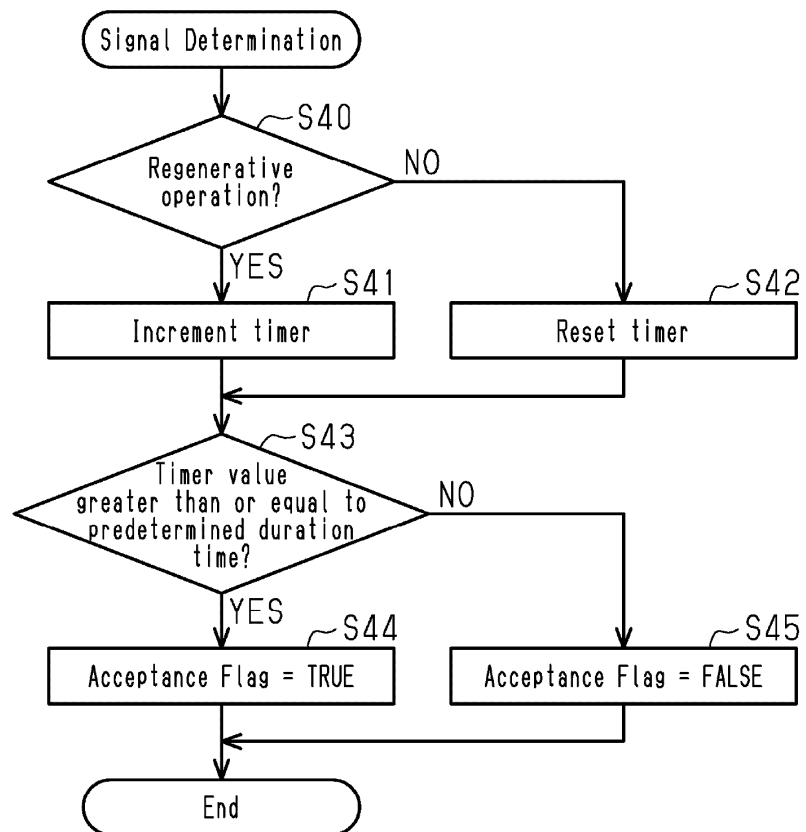 Signal Determination
S40
Regenerative
operation?
NO
YES
S41
Increment timer
S42
Reset timer
S43
Timer value
greater than or equal to
predetermined duration
time?
NO
YES
S44
Acceptance Flag = TRUE
S45
Acceptance Flag = FALSE
End